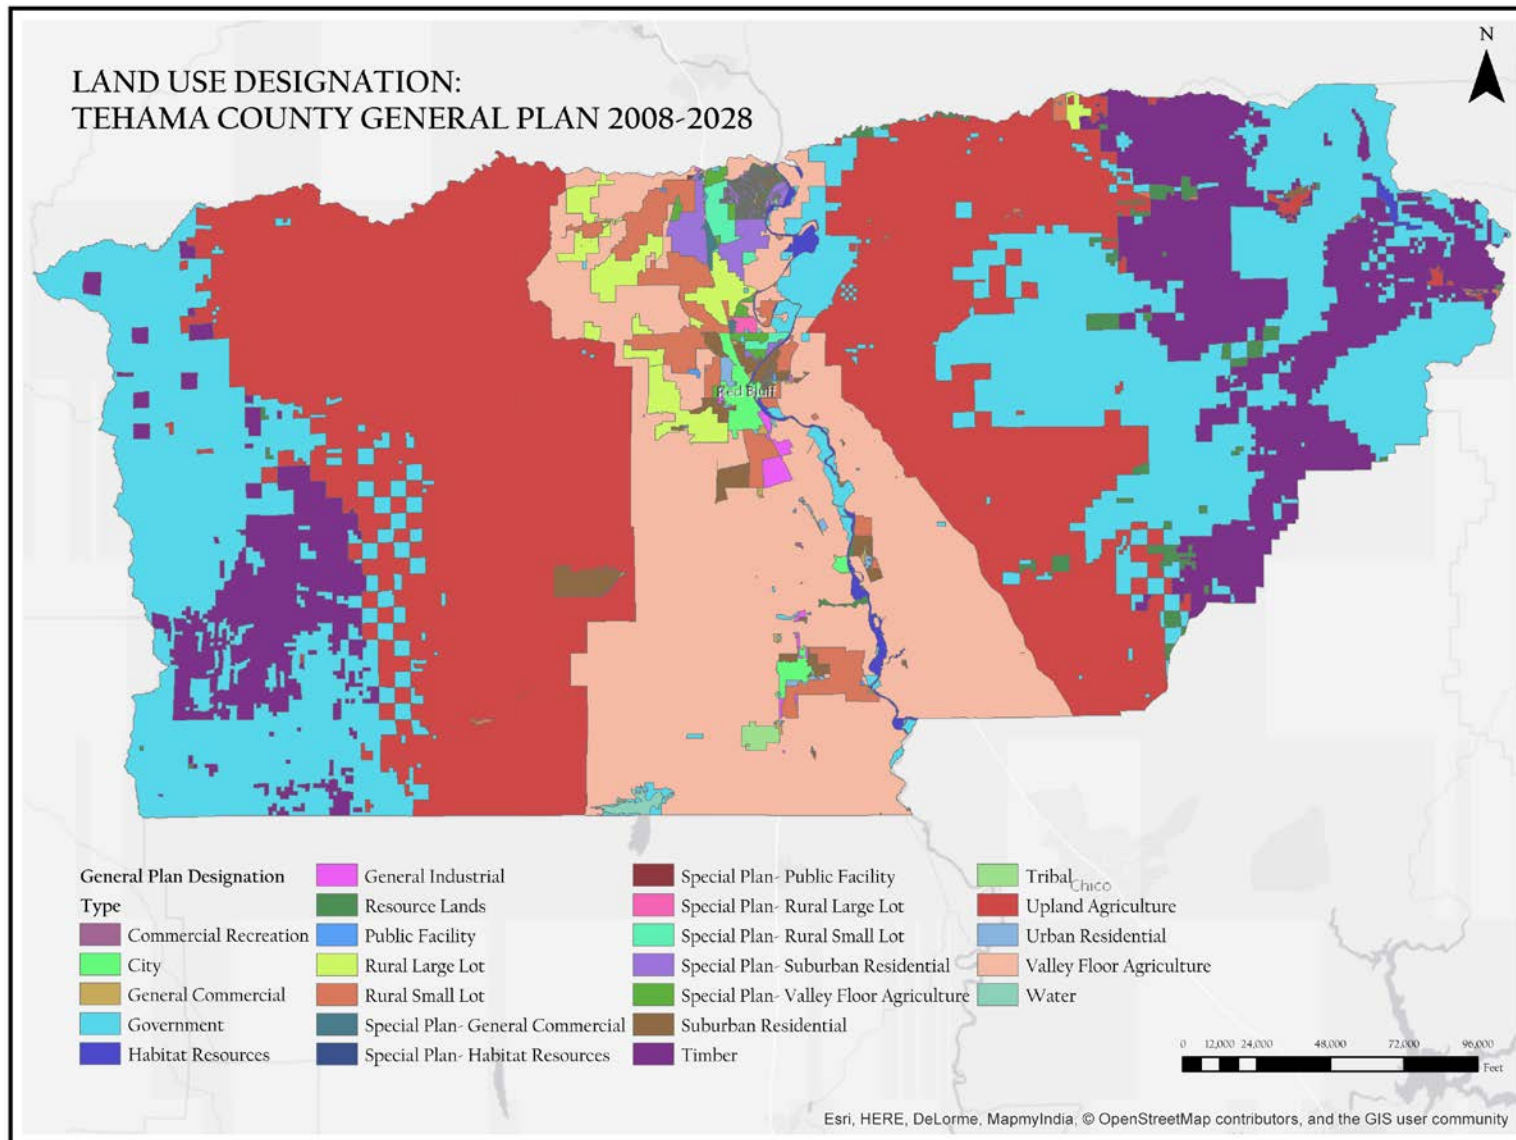 N
LAND USE DESIGNATION:
TEHAMA COUNTY GENERAL PLAN 2008-2028
Red Bluff
General Plan Designation
Type
Commercial Recreation
City
General Commercial
Government
Habitat Resources
General Industrial
Resource Lands
Public Facility
Rural Large Lot
Rural Small Lot
Special Plan- General Commercial
Special Plan- Habitat Resources
Special Plan- Public Facility
Special Plan- Rural Large Lot
Special Plan- Rural Small Lot
Special Plan- Suburban Residential
Special Plan- Valley Floor Agriculture
Suburban Residential
Timber
Tribal
Chico
Upland Agriculture
Urban Residential
Valley Floor Agriculture
Water
0 12,000 24,000 48,000 72,000 96,000
Feet
Esri, HERE, DeLorme, MapmyIndia, © OpenStreetMap contributors, and the GIS user community